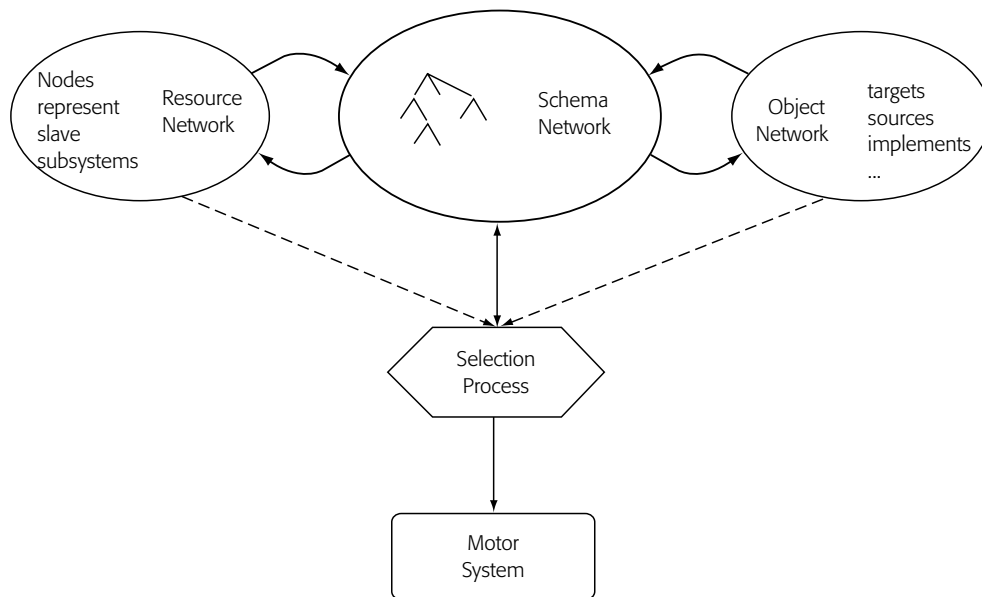 Nodes
represent
slave
subsystems
Resource
Network
Schema
Network
Object
Network
targets
sources
implements
...
Selection
Process
Motor
System